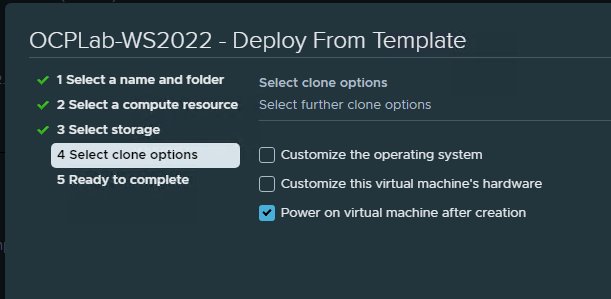 OCPLab-WS2022 - Deploy From Template
1 Select a name and folder
2 Select a compute resource
3 Select storage
4 Select clone options
5 Ready to complete
Select clone options
Select further clone options
Customize the operating system
Customize this virtual machine's hardware
Power on virtual machine after creation